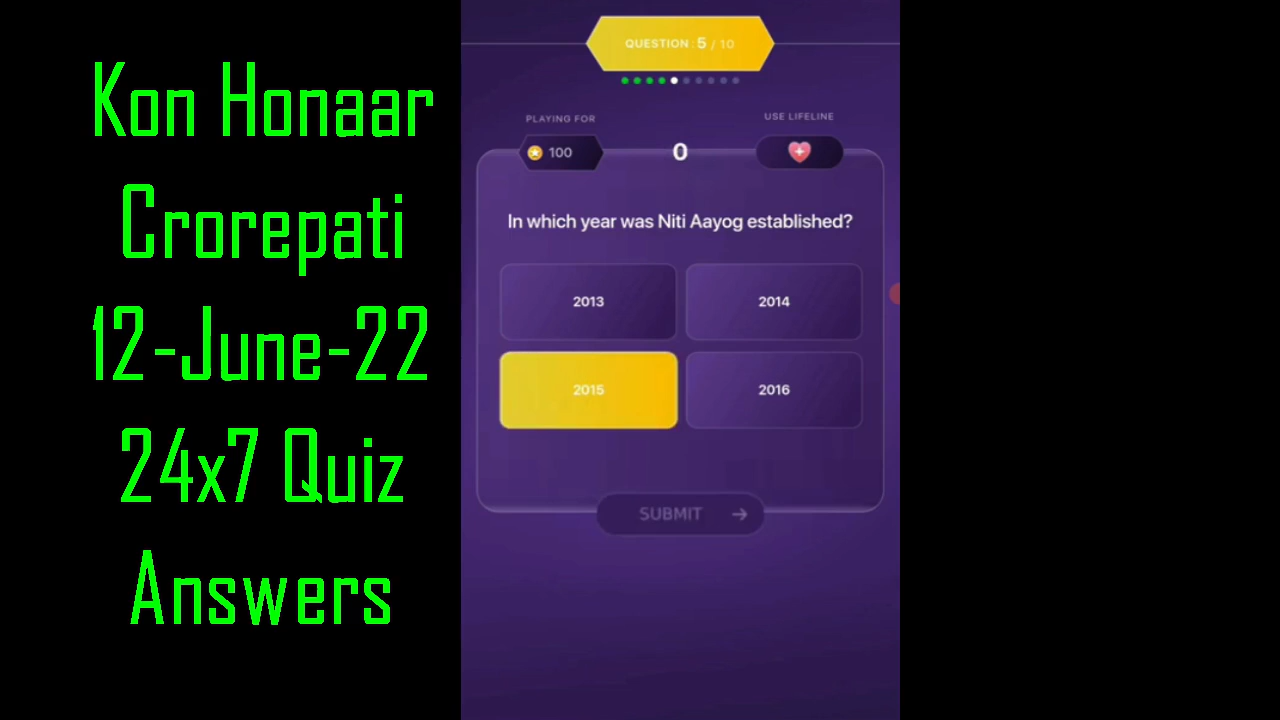 Kon Honaar
Crorepati
12-June-22
24x7 Quiz
Answers
QUESTION : 5 / 10
PLAYING FOR
USE LIFELINE
100
0
In which year was Niti Aayog established?
2013
2014
2015
2016
SUBMIT →